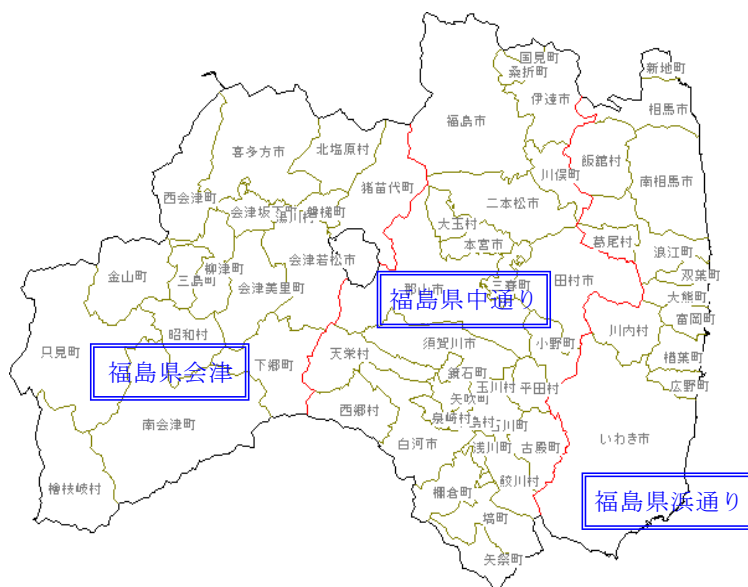 国見町
桑折町
新地町
伊達市
相馬市
福島市
北塩原村
喜多方市
飯舘村
川俣町
南相馬市
猪苗代町
西会津町
二本松市
会津坂下町
磐梯町
湯川村
大玉村
本宮市
葛尾村
浪江町
会津若松市
柳津町
金山町
三島町
会津美里町
三春町
田村市
双葉町
大熊町
郡山市
福島県中通り
富岡町
昭和村
川内村
只見町
福島県会津
下郷町
天栄村
須賀川市
小野町
楢葉町
鏡石町
玉川村
平田村
広野町
矢吹町
西郷村
泉崎村
南会津町
白河市
浅川町
古殿町
いわき市
檜枝岐村
棚倉町
鮫川村
福島県浜通り
塙町
矢祭町